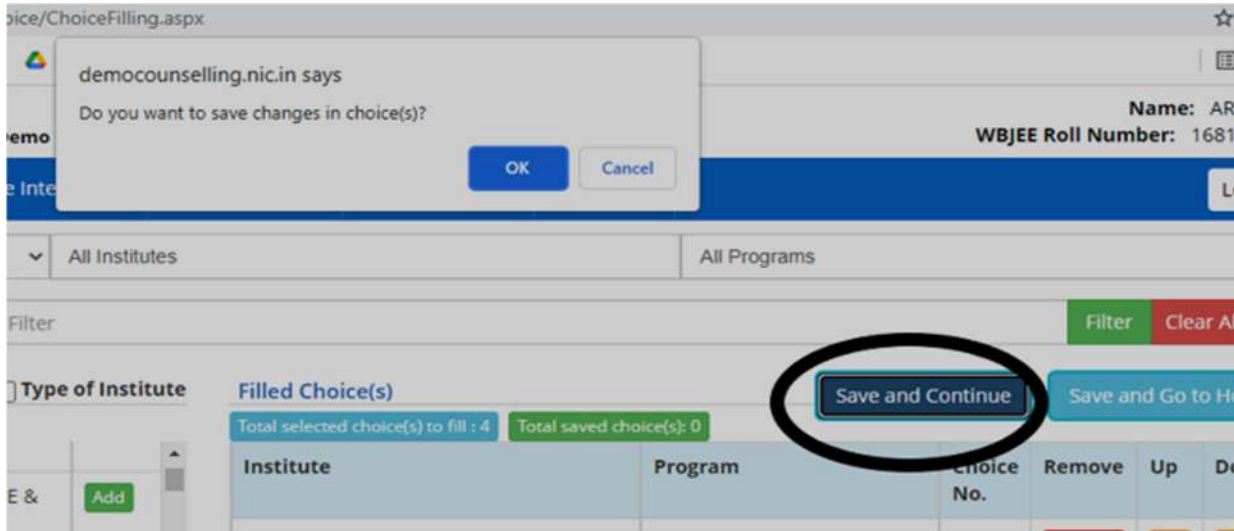 oice/ChoiceFilling.aspx
democounselling.nic.in says
Do you want to save changes in choice(s)?
OK Cancel
emo
Name: AR
WBJEE Roll Number: 1681
e Inte
All Institutes All Programs
Filter Filter Clear Al
Type of Institute Filled Choice(s) Save and Continue Save and Go to Ho
Total selected choice(s) to fill : 4 Total saved choice(s): 0
Institute Program Choice No. Remove Up De
E & Add